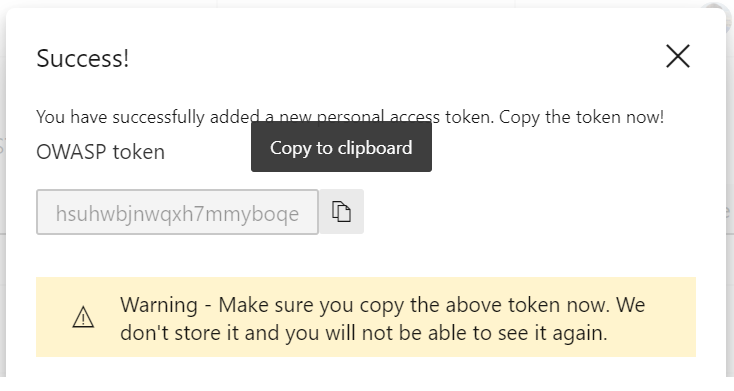 Success!
You have successfully added a new personal access token. Copy the token now!
OWASP token
Copy to clipboard
hsuhwbjnwqxh7mmyboqe
Warning - Make sure you copy the above token now. We
don't store it and you will not be able to see it again.